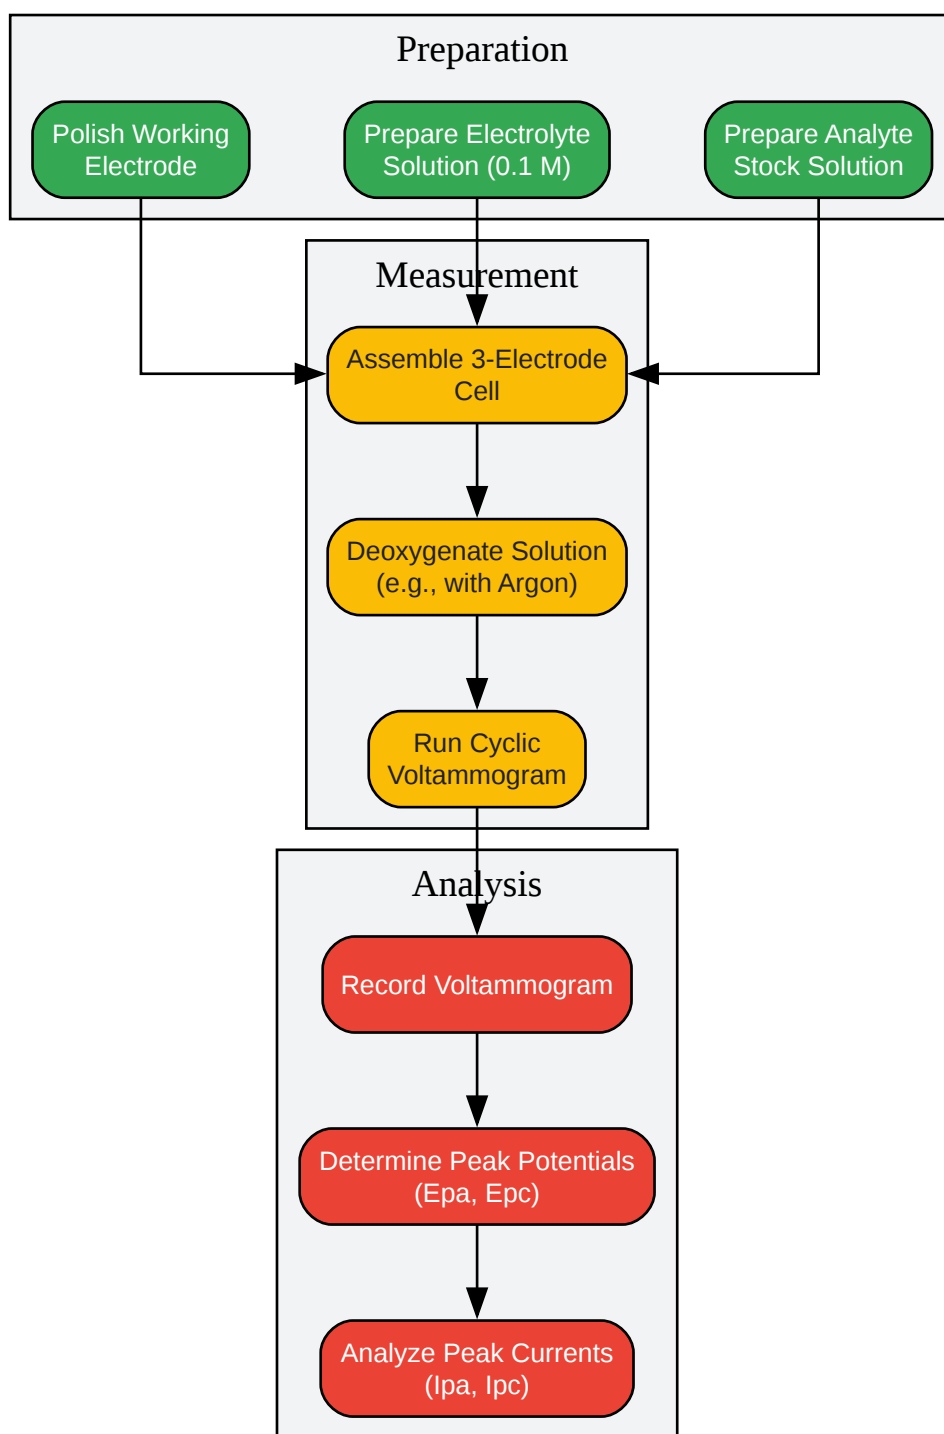 Preparation
Polish Working
Electrode
Prepare Electrolyte
Solution (0.1 M)
Prepare Analyte
Stock Solution
Measurement
Assemble 3-Electrode
Cell
Deoxygenate Solution
(e.g., with Argon)
Run Cyclic
Voltammogram
Analysis
Record Voltammogram
Determine Peak Potentials
(Epa, Epc)
Analyze Peak Currents
(Ipa, Ipc)